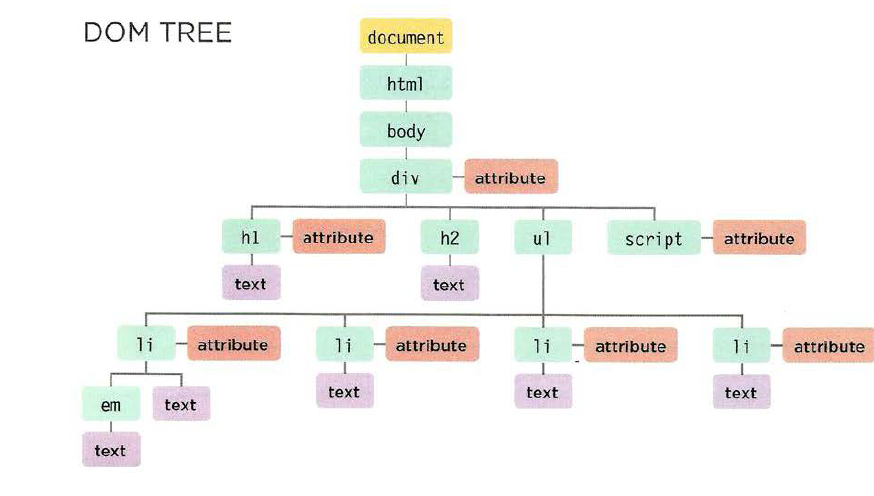 DOM TREE
document
html
body
div attribute
h1 attribute h2 ul script attribute
text text
li attribute li attribute li attribute li attribute
em text text text text
text